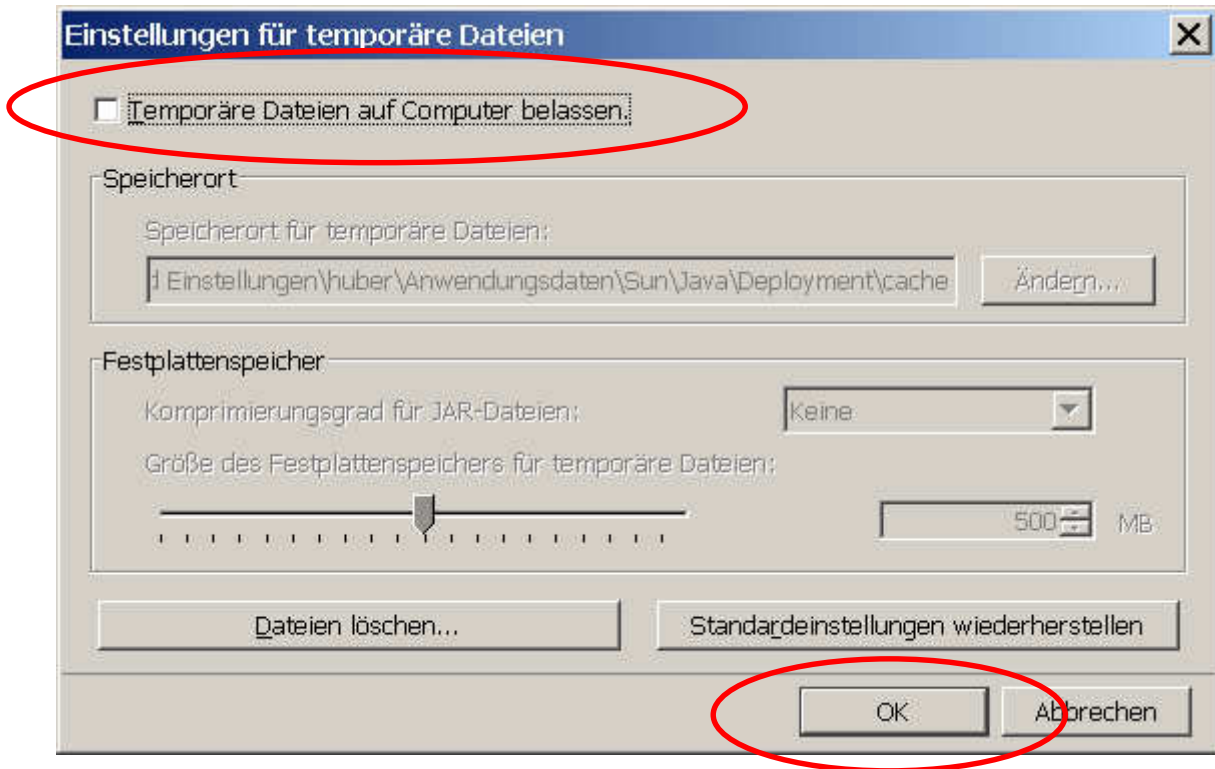 Einstellungen für temporäre Dateien
Temporäre Dateien auf Computer belassen.
Speicherort
Speicherort für temporäre Dateien:
d Einstellungen\huber\Anwendungsdaten\Sun\Java\Deployment\cache
Ändern...
Festplattenspeicher
Komprimierungsgrad für JAR-Dateien:
Keine
Größe des Festplattenspeichers für temporäre Dateien:
500
MB
Dateien löschen...
Standardeinstellungen wiederherstellen
OK
Abbrechen